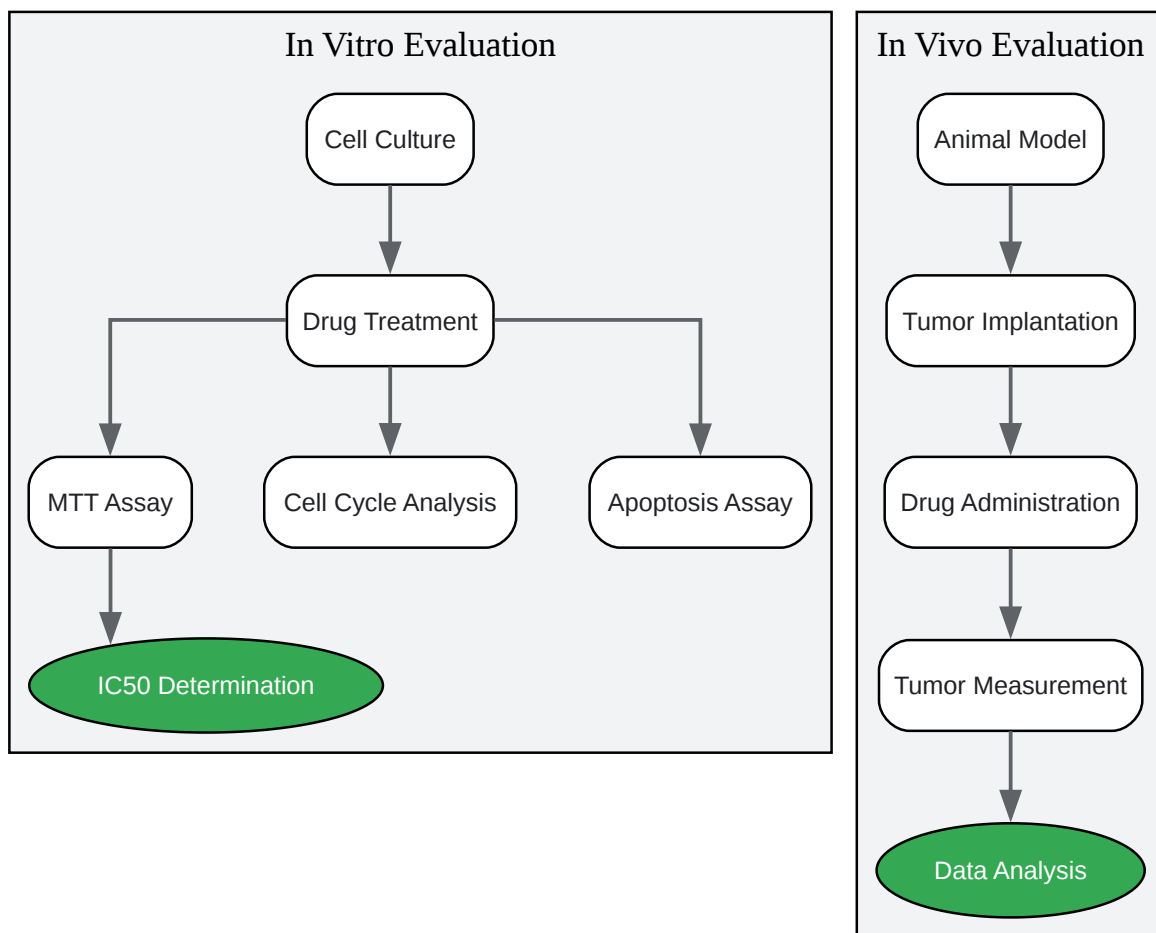 In Vitro Evaluation
Cell Culture
Drug Treatment
MTT Assay
Cell Cycle Analysis
Apoptosis Assay
IC50 Determination
In Vivo Evaluation
Animal Model
Tumor Implantation
Drug Administration
Tumor Measurement
Data Analysis